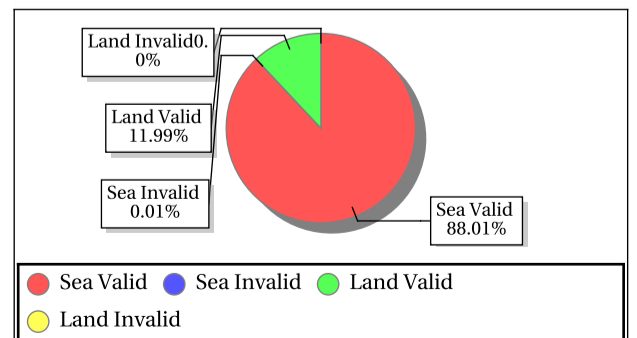 Land Invalid0.
0%
Land Valid
11.99%
Sea Invalid
0.01%
Sea Valid
88.01%
Sea Valid Sea Invalid Land Valid
Land Invalid